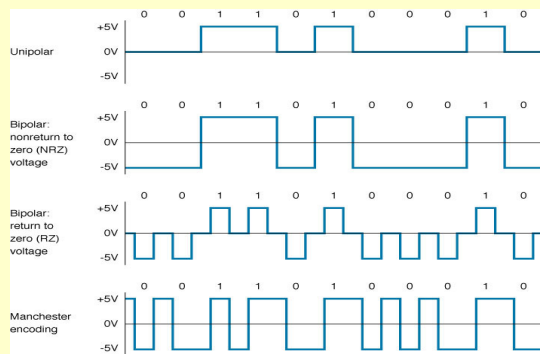 0 0 1 1 0 1 0 0 0 1 0
+5V
Unipolar 0V
-5V
0 0 1 1 0 1 0 0 0 1 0
+5V
Bipolar:
nonreturn to
zero (NRZ)
voltage
0V
-5V
0 0 1 1 0 1 0 0 0 1 0
+5V
Bipolar:
return to
zero (RZ)
voltage
0V
-5V
0 0 1 1 0 1 0 0 0 1 0
+5V
Manchester
encoding
0V
-5V